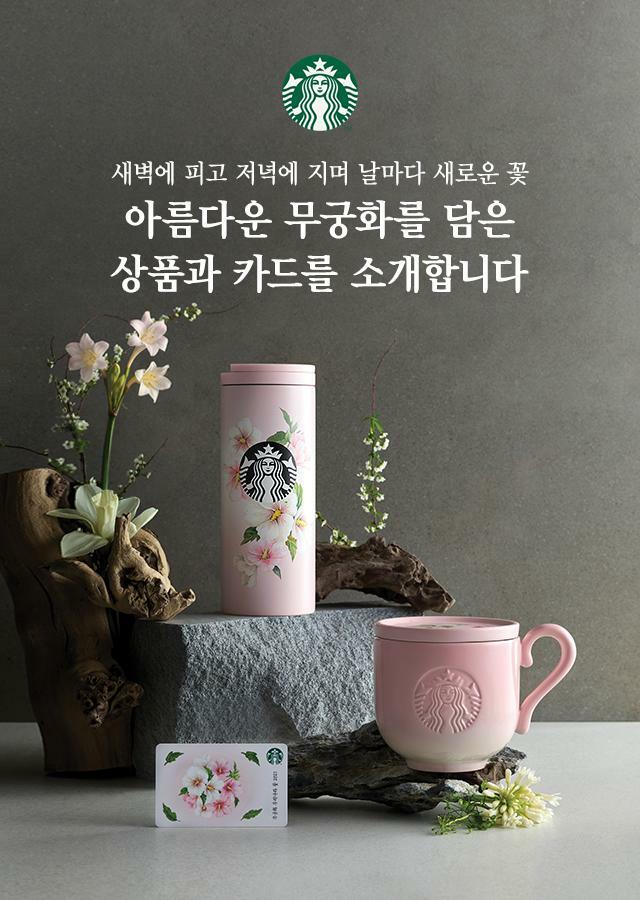 새벽에 피고 저녁에 지며 날마다 새로운 꽃
아름다운 무궁화를 담은
상품과 카드를 소개합니다